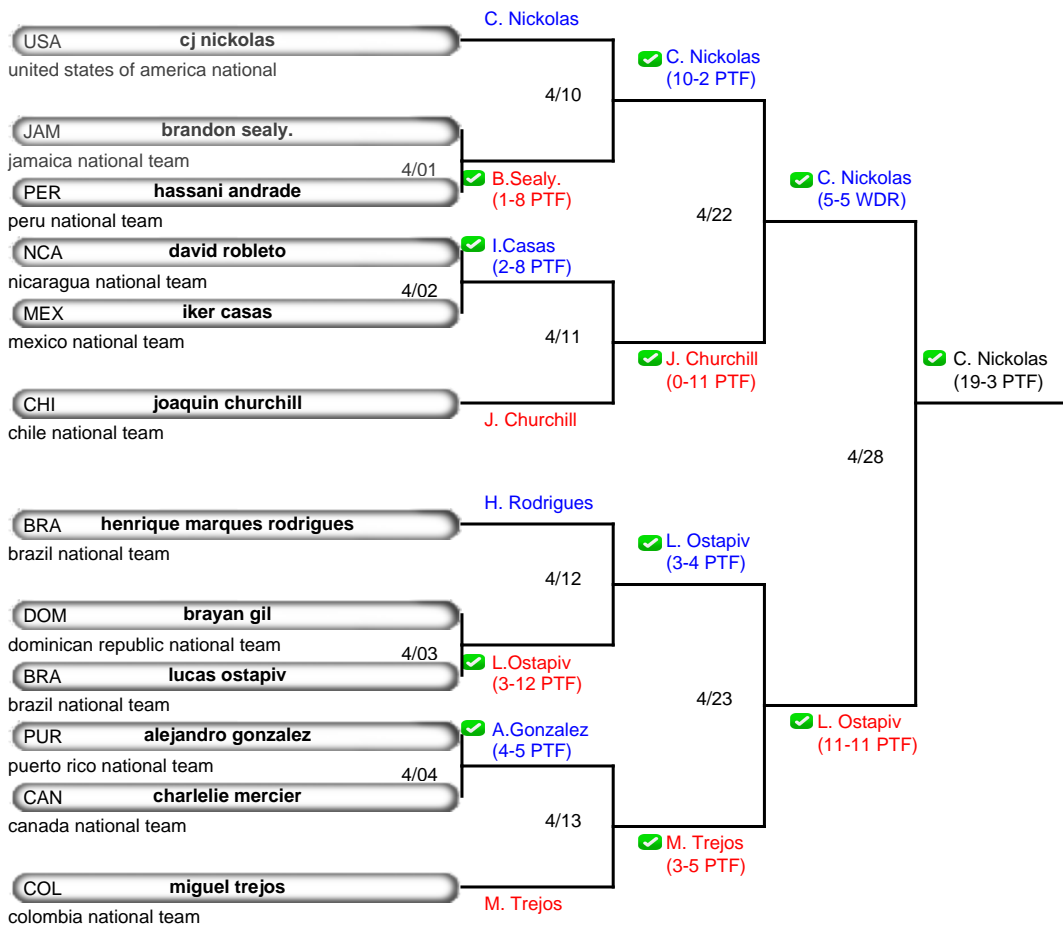 C. Nickolas
USA cj nickolas
united states of america national
C. Nickolas
(10-2 PTF)
4/10
JAM brandon sealy.
jamaica national team
4/01
B.Sealy.
(1-8 PTF)
PER hassani andrade
peru national team
C. Nickolas
(5-5 WDR)
4/22
NCA david robleto
nicaragua national team
I.Casas
(2-8 PTF)
4/02
MEX iker casas
mexico national team
4/11
J. Churchill
(0-11 PTF)
C. Nickolas
(19-3 PTF)
CHI joaquin churchill
chile national team
J. Churchill
4/28
H. Rodrigues
BRA henrique marques rodrigues
brazil national team
L. Ostapiv
(3-4 PTF)
4/12
DOM brayan gil
dominican republic national team
4/03
L.Ostapiv
(3-12 PTF)
BRA lucas ostapiv
brazil national team
4/23
L. Ostapiv
(11-11 PTF)
PUR alejandro gonzalez
puerto rico national team
A.Gonzalez
(4-5 PTF)
4/04
CAN charlelie mercier
canada national team
4/13
M. Trejos
(3-5 PTF)
COL miguel trejos
colombia national team
M. Trejos